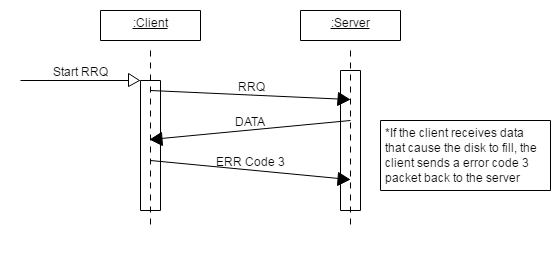 :Client
:Server
Start RRQ
RRQ
DATA
ERR Code 3
*If the client receives data
that cause the disk to fill, the
client sends a error code 3
packet back to the server